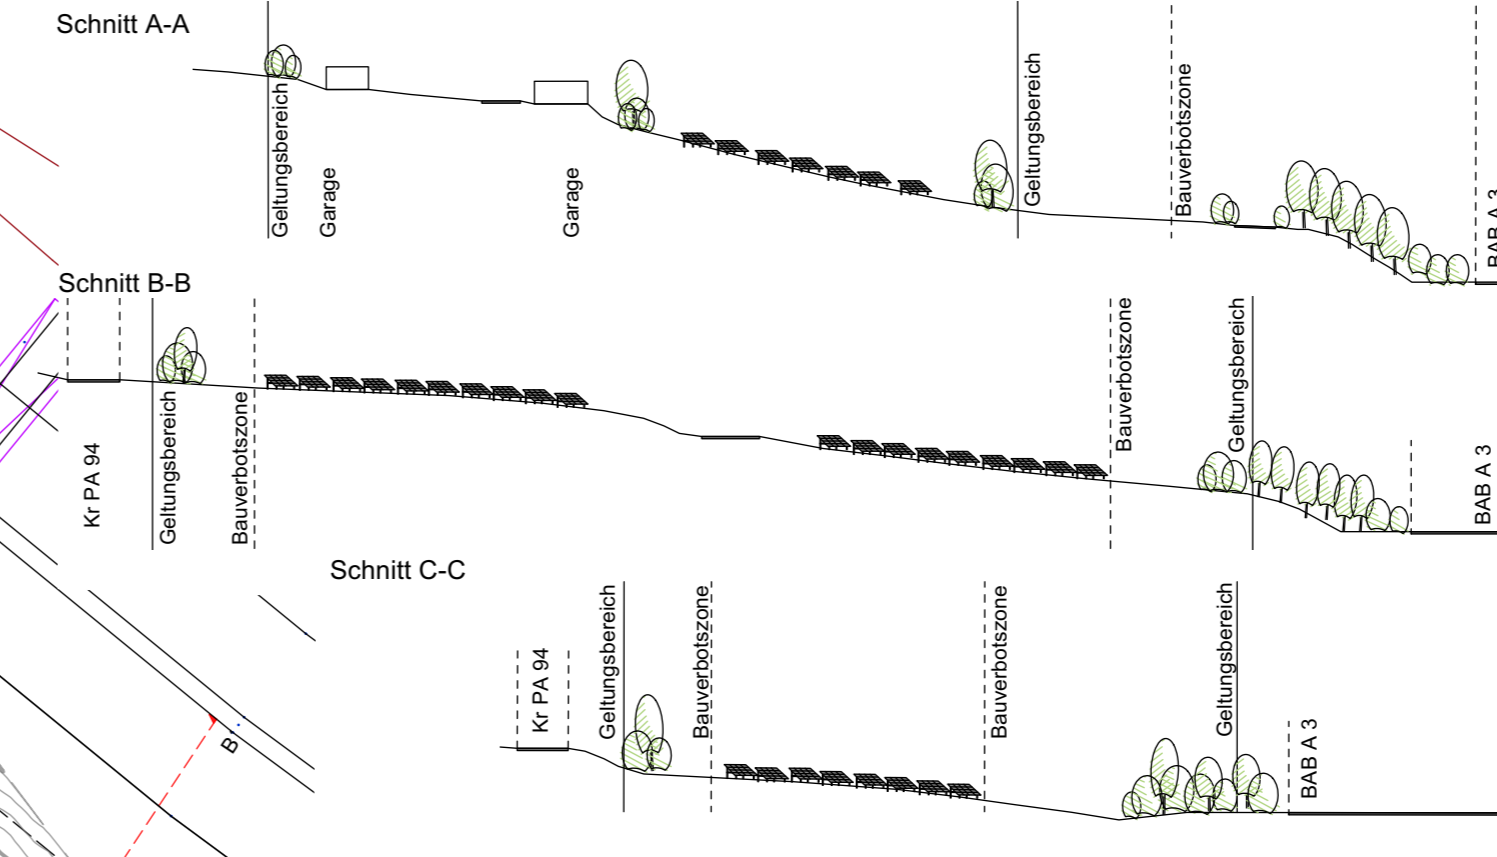 Schnitt A-A
Geltungsbereich
Garage
Garage
Geltungsbereich
Bauverbotszone
BAB A 3
Schnitt B-B
Kr PA 94
Geltungsbereich
Bauverbotszone
Bauverbotszone
Geltungsbereich
BAB A 3
Schnitt C-C
Kr PA 94
Geltungsbereich
Bauverbotszone
Bauverbotszone
Geltungsbereich
BAB A 3
B